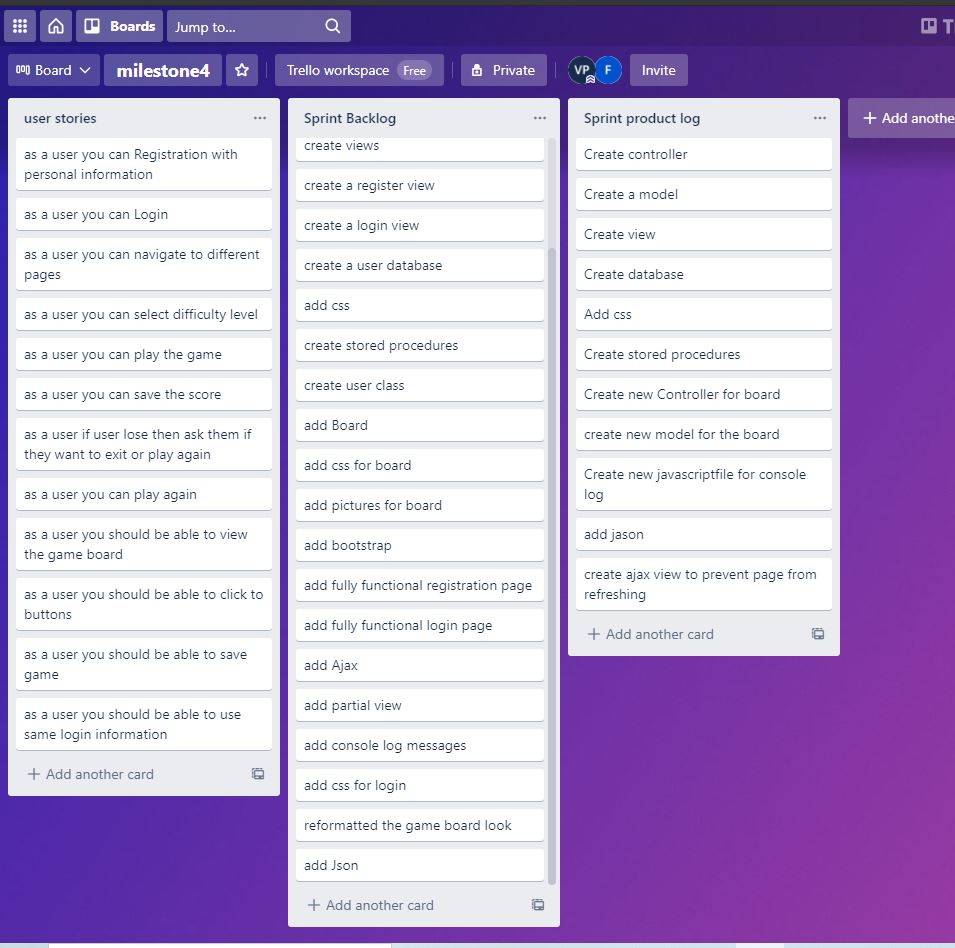 Boards
Jump to...
T
Board
milestone4
Trello workspace Free
Private
VP
F
Invite
user stories
as a user you can Registration with
personal information
as a user you can Login
as a user you can navigate to different
pages
as a user you can select difficulty level
as a user you can play the game
as a user you can save the score
as a user if user lose then ask them if
they want to exit or play again
as a user you can play again
as a user you should be able to view
the game board
as a user you should be able to click to
buttons
as a user you should be able to save
game
as a user you should be able to use
same login information
+ Add another card
Sprint Backlog
create views
create a register view
create a login view
create a user database
add css
create stored procedures
create user class
add Board
add css for board
add pictures for board
add bootstrap
add fully functional registration page
add fully functional login page
add Ajax
add partial view
add console log messages
add css for login
reformatted the game board look
add Json
+ Add another card
Sprint product log
Create controller
Create a model
Create view
Create database
Add css
Create stored procedures
Create new Controller for board
create new model for the board
Create new javascriptfile for console
log
add jason
create ajax view to prevent page from
refreshing
+ Add another card
+ Add anothe